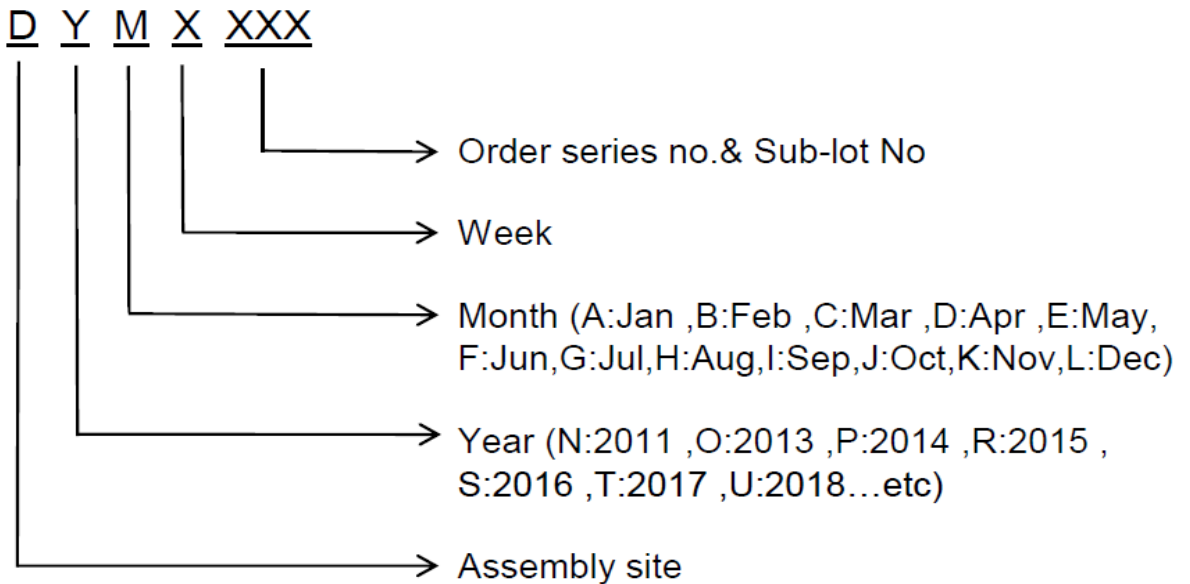 D Y M X XXX
Order series no.& Sub-lot No
Week
Month (A:Jan ,B:Feb ,C:Mar ,D:Apr ,E:May,
F:Jun,G:Jul,H:Aug,I:Sep,J:Oct,K:Nov,L:Dec)
Year (N:2011 ,O:2013 ,P:2014 ,R:2015 ,
S:2016 ,T:2017 ,U:2018...etc)
Assembly site